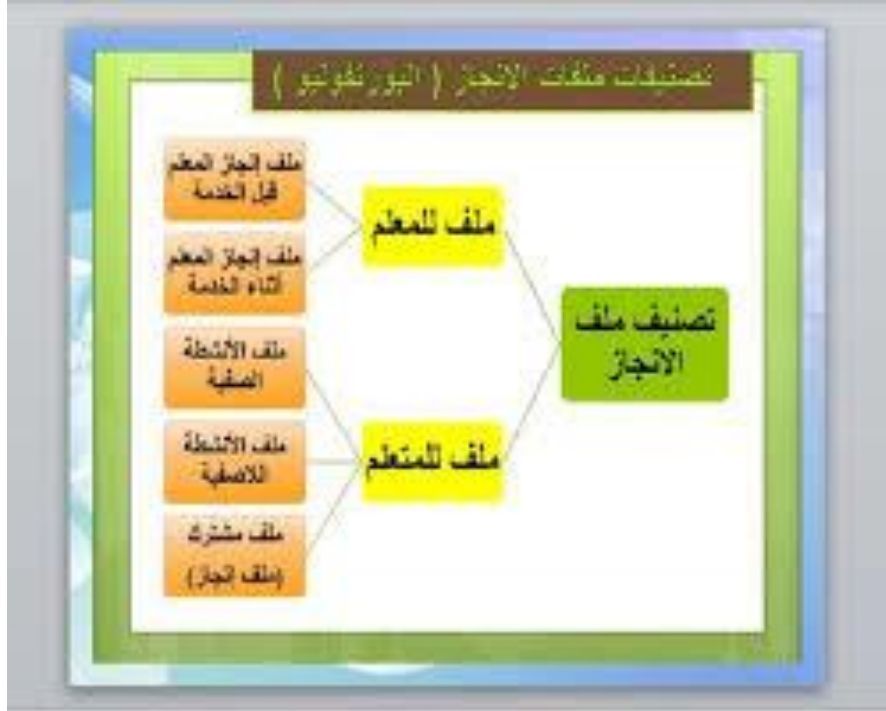 تصنيفات ملفات الانجاز ( البورتفوليو )
تصنيف ملف
الانجاز
ملف للمعلم
ملف إنجاز المعلم
قبل الخدمة
ملف إنجاز المعلم
أثناء الخدمة
ملف للمتعلم
ملف الأنشطة
الصفية
ملف الأنشطة
اللاصفية
ملف مشترك
(ملف إنجاز)